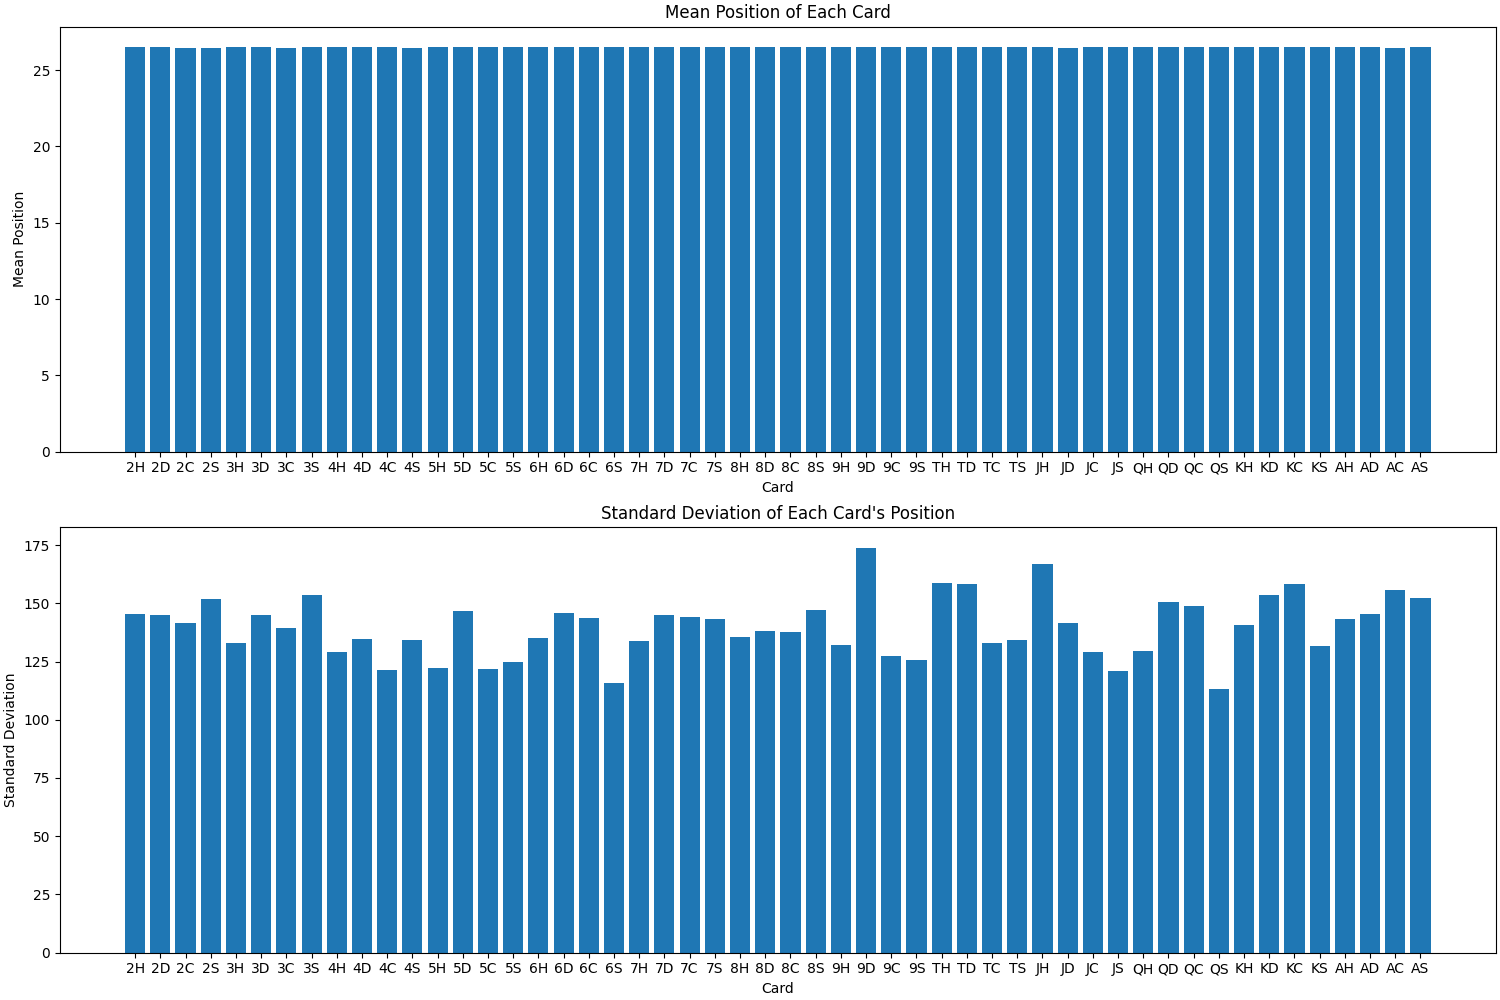 Mean Position of Each Card
Mean Position
25
20
15
10
5
0
2H 2D 2C 2S 3H 3D 3C 3S 4H 4D 4C 4S 5H 5D 5C 5S 6H 6D 6C 6S 7H 7D 7C 7S 8H 8D 8C 8S 9H 9D 9C 9S TH TD TC TS JH JD JC JS QH QD QC QS KH KD KC KS AH AD AC AS
Card
Standard Deviation of Each Card's Position
Standard Deviation
175
150
125
100
75
50
25
0
2H 2D 2C 2S 3H 3D 3C 3S 4H 4D 4C 4S 5H 5D 5C 5S 6H 6D 6C 6S 7H 7D 7C 7S 8H 8D 8C 8S 9H 9D 9C 9S TH TD TC TS JH JD JC JS QH QD QC QS KH KD KC KS AH AD AC AS
Card